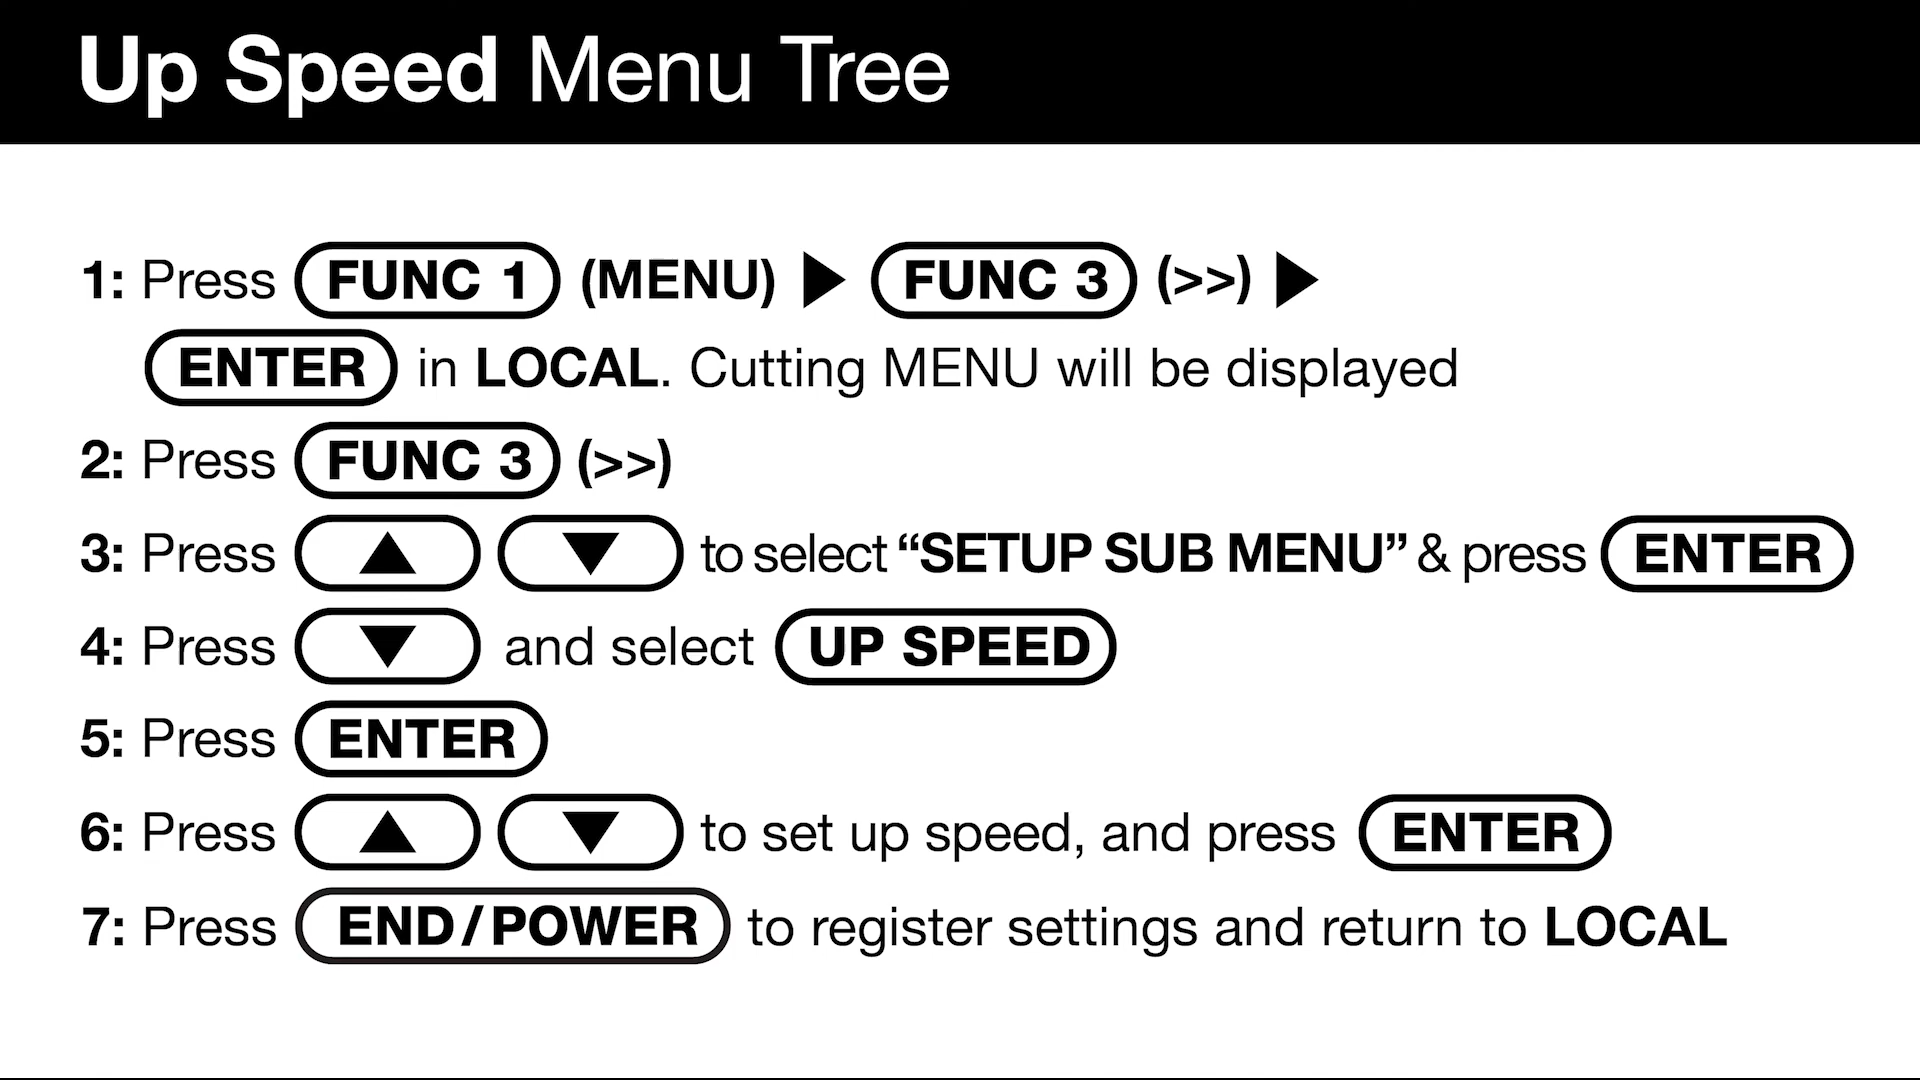 Up Speed Menu Tree
1: Press FUNC 1 (MENU) ▶ FUNC 3 (>>) ▶
ENTER in LOCAL. Cutting MENU will be displayed
2: Press FUNC 3 (>>)
3: Press ▲ ▼ to select “SETUP SUB MENU” & press ENTER
4: Press ▼ and select UP SPEED
5: Press ENTER
6: Press ▲ ▼ to set up speed, and press ENTER
7: Press END/POWER to register settings and return to LOCAL